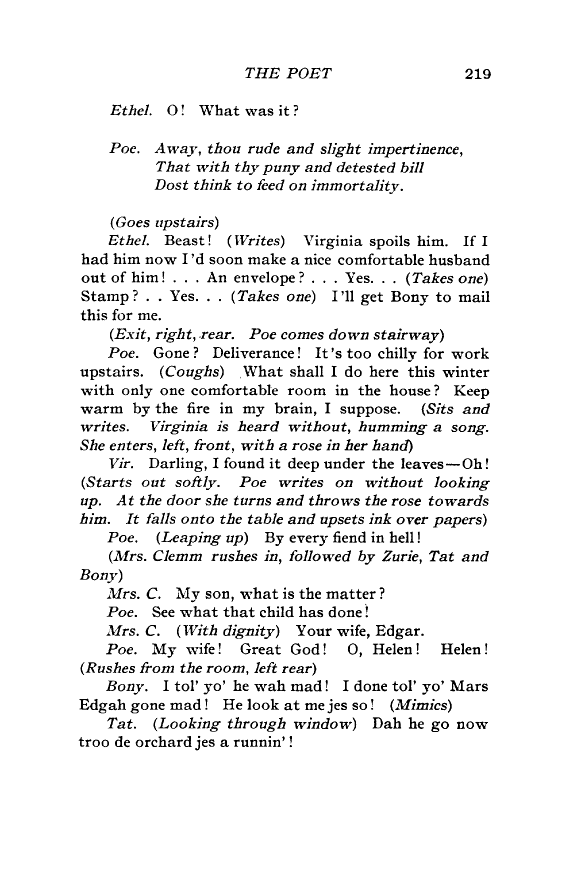 THE POET 219
Ethel. O! What was it?
Poe. Away, thou rude and slight impertinence,
That with thy puny and detested bill
Dost think to feed on immortality.
(Goes upstairs)
Ethel. Beast! (Writes) Virginia spoils him. If I
had him now I'd soon make a nice comfortable husband
out of him! . . . An envelope? . . . Yes. . . (Takes one)
Stamp? . . Yes. . . (Takes one) I'll get Bony to mail
this for me.
(Exit, right, rear. Poe comes down stairway)
Poe. Gone? Deliverance! It's too chilly for work
upstairs. (Coughs) What shall I do here this winter
with only one comfortable room in the house? Keep
warm by the fire in my brain, I suppose. (Sits and
writes. Virginia is heard without, humming a song.
She enters, left, front, with a rose in her hand)
Vir. Darling, I found it deep under the leaves—Oh!
(Starts out softly. Poe writes on without looking
up. At the door she turns and throws the rose towards
him. It falls onto the table and upsets ink over papers)
Poe. (Leaping up) By every fiend in hell!
(Mrs. Clemm rushes in, followed by Zurie, Tat and
Bony)
Mrs. C. My son, what is the matter?
Poe. See what that child has done!
Mrs. C. (With dignity) Your wife, Edgar.
Poe. My wife! Great God! O, Helen! Helen!
(Rushes from the room, left rear)
Bony. I tol' yo' he wah mad! I done tol' yo' Mars
Edgah gone mad! He look at me jes so! (Mimics)
Tat. (Looking through window) Dah he go now
troo de orchard jes a runnin'!